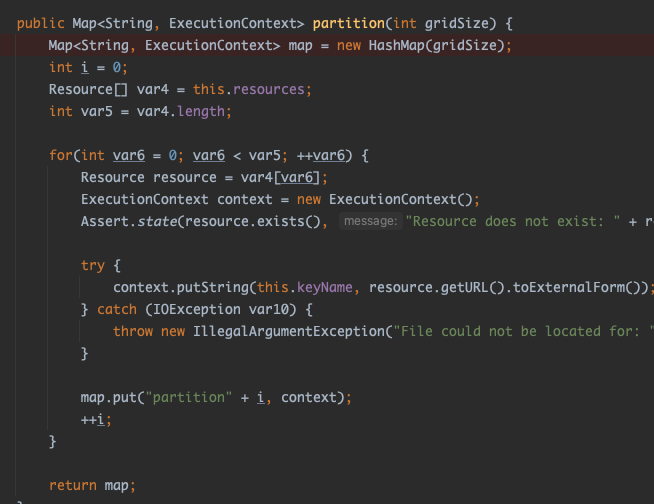 public Map<String, ExecutionContext> partition(int gridSize) {
Map<String, ExecutionContext> map = new HashMap(gridSize);
int i = 0;
Resource[] var4 = this.resources;
int var5 = var4.length;
for(int var6 = 0; var6 < var5; ++var6) {
Resource resource = var4[var6];
ExecutionContext context = new ExecutionContext();
Assert.state(resource.exists(), message: "Resource does not exist: " + r
try {
context.putString(this.keyName, resource.getURL().toExternalForm());
} catch (IOException var10) {
throw new IllegalArgumentException("File could not be located for: "
}
map.put("partition" + i, context);
++i;
}
return map;